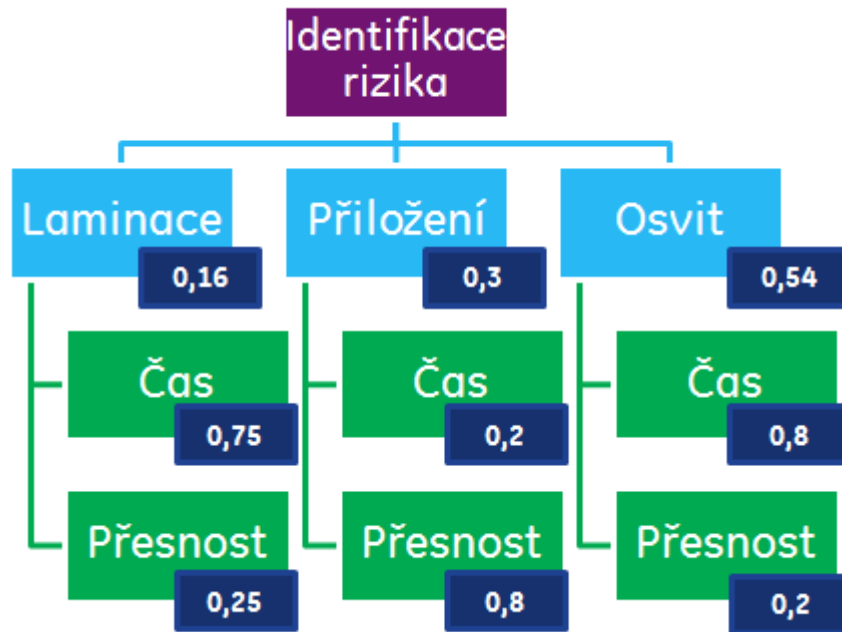 Identifikace
rizika
Laminace
0,16
Přiložení
0,3
Osvit
0,54
Čas
0,75
Čas
0,2
Čas
0,8
Přesnost
0,25
Přesnost
0,8
Přesnost
0,2